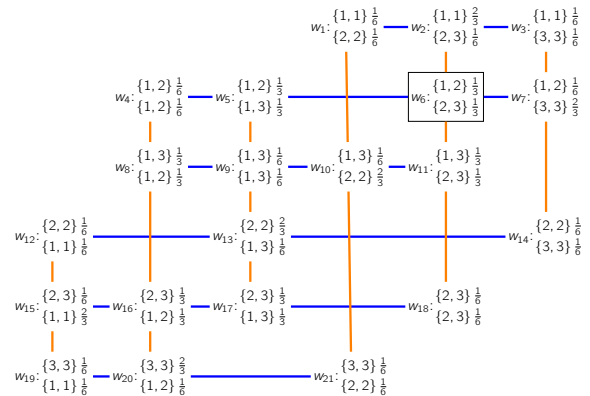 w₁: {1, 1} 1/6 {2, 2} 1/6 w₂: {1, 1} 2/3 {2, 3} 1/6 w₃: {1, 1} 1/6 {3, 3} 1/6
w₄: {1, 2} 1/6 {1, 2} 1/6 w₅: {1, 2} 1/3 {1, 3} 1/3 w₆: {1, 2} 1/3 {2, 3} 1/3 w₇: {1, 2} 1/6 {3, 3} 2/3
w₈: {1, 3} 1/3 {1, 2} 1/3 w₉: {1, 3} 1/6 {1, 3} 1/6 w₁₀: {1, 3} 1/6 {2, 2} 2/3 w₁₁: {1, 3} 1/3 {2, 3} 1/3
w₁₂: {2, 2} 1/6 {1, 1} 1/6 w₁₃: {2, 2} 2/3 {1, 3} 1/6 w₁₄: {2, 2} 1/6 {3, 3} 1/6
w₁₅: {2, 3} 1/6 {1, 1} 2/3 w₁₆: {2, 3} 1/3 {1, 2} 1/3 w₁₇: {2, 3} 1/3 {1, 3} 1/3 w₁₈: {2, 3} 1/6 {2, 3} 1/6
w₁₉: {3, 3} 1/6 {1, 1} 1/6 w₂₀: {3, 3} 2/3 {1, 2} 1/6 w₂₁: {3, 3} 1/6 {2, 2} 1/6